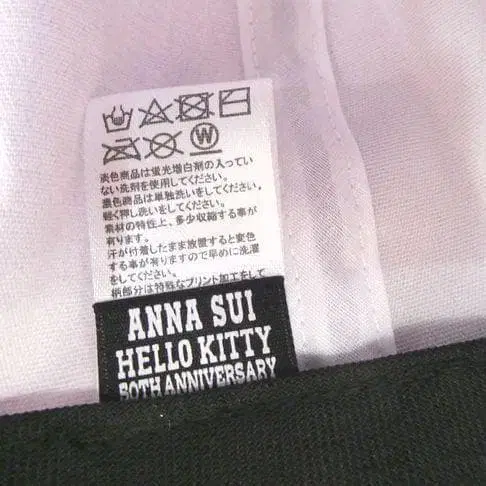 W
淡色商品は蛍光増白剤の入ってい
ない洗剤を使用してください。
濃色商品は単独洗いをしてください。
軽く押し洗いをしてください。
素材の特性上、多少収縮する事が
有ります。
汗が付着したまま放置すると変色
する事が有りますので早めに洗濯
をしてください。
柄部分は特殊なプリント加工をして
ANNA SUI
HELLO KITTY
50TH ANNIVERSARY